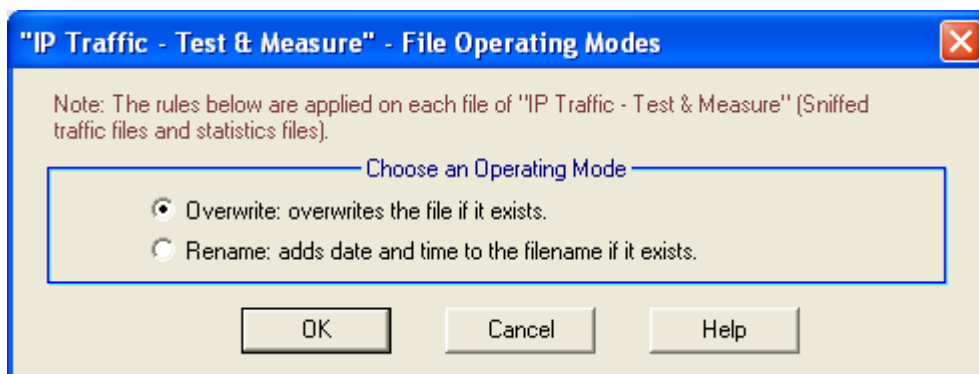 "IP Traffic - Test & Measure" - File Operating Modes
Note: The rules below are applied on each file of "IP Traffic - Test & Measure" (Sniffed
traffic files and statistics files).
Choose an Operating Mode
Overwrite: overwrites the file if it exists.
Rename: adds date and time to the filename if it exists.
OK
Cancel
Help